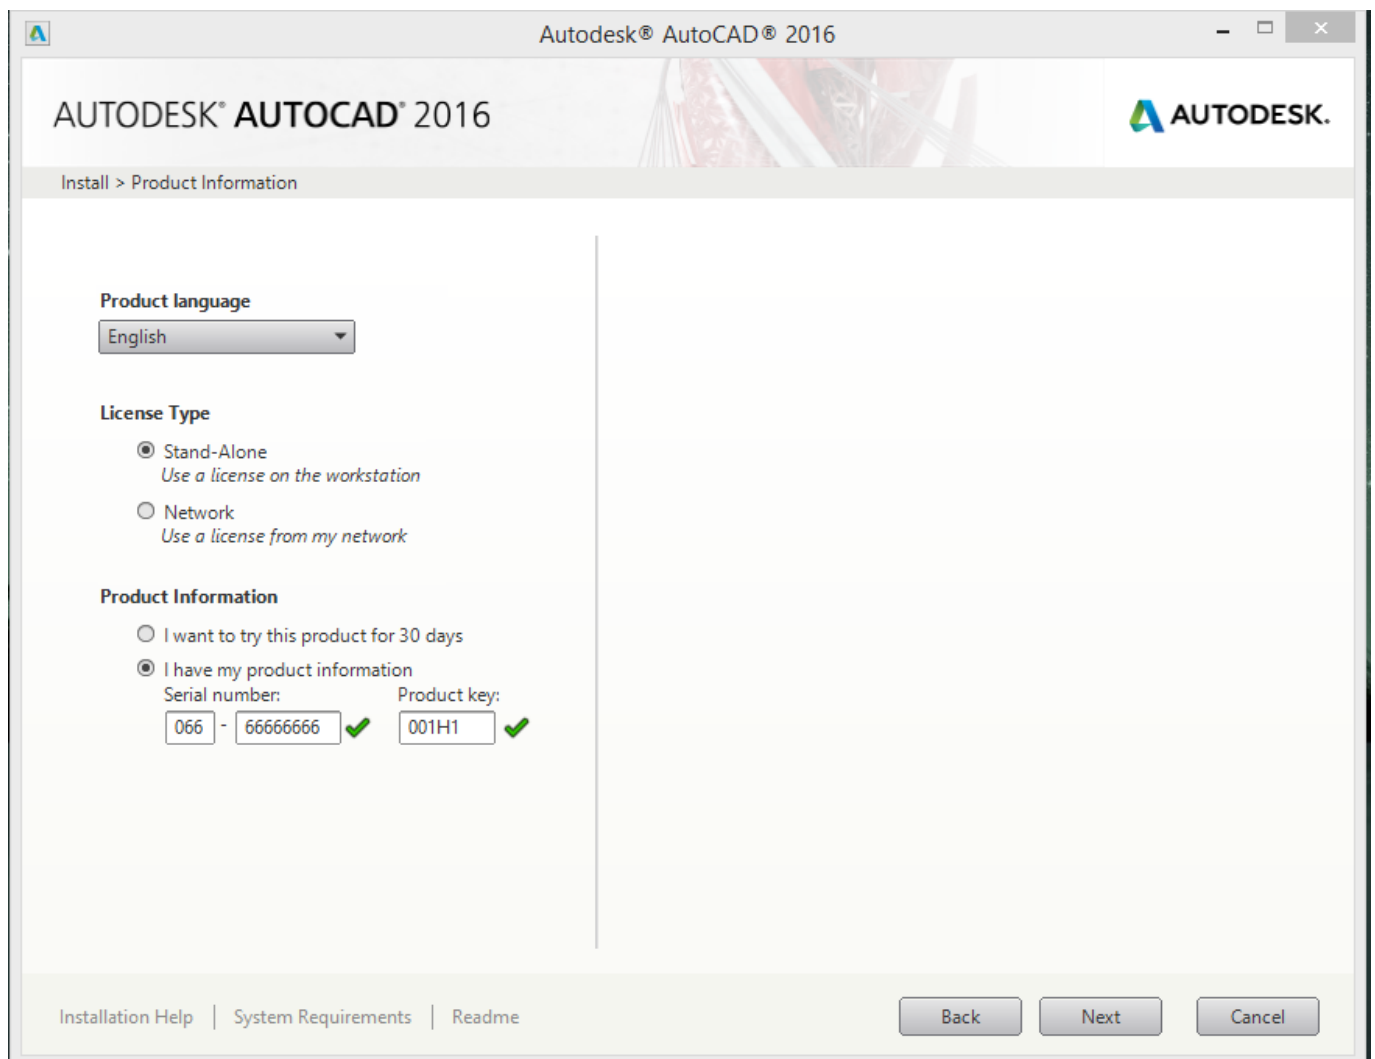 Autodesk® AutoCAD® 2016
AUTODESK® AUTOCAD® 2016
AUTODESK.
Install > Product Information
Product language
English
License Type
Stand-Alone
Use a license on the workstation
Network
Use a license from my network
Product Information
I want to try this product for 30 days
I have my product information
Serial number: Product key:
066 - 66666666 001H1
Installation Help | System Requirements | Readme Back Next Cancel